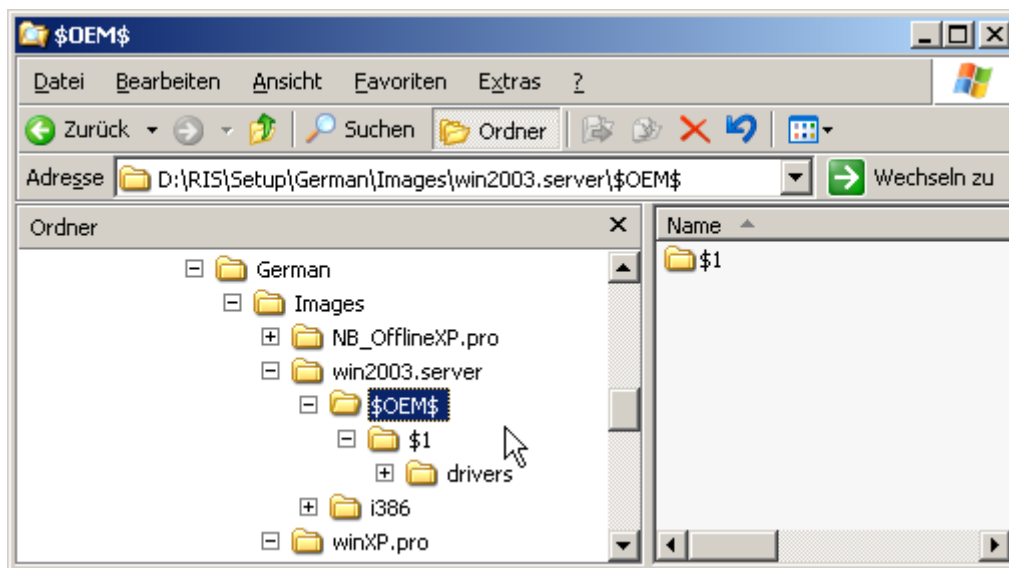 $OEM$
Datei Bearbeiten Ansicht Favoriten Extras ?
Zurück Suchen Ordner
Adresse D:\RIS\Setup\German\Images\win2003.server\$OEM$ Wechseln zu
Ordner
Name
German
Images
NB_OfflineXP.pro
win2003.server
$OEM$
$1
drivers
i386
winXP.pro
$1